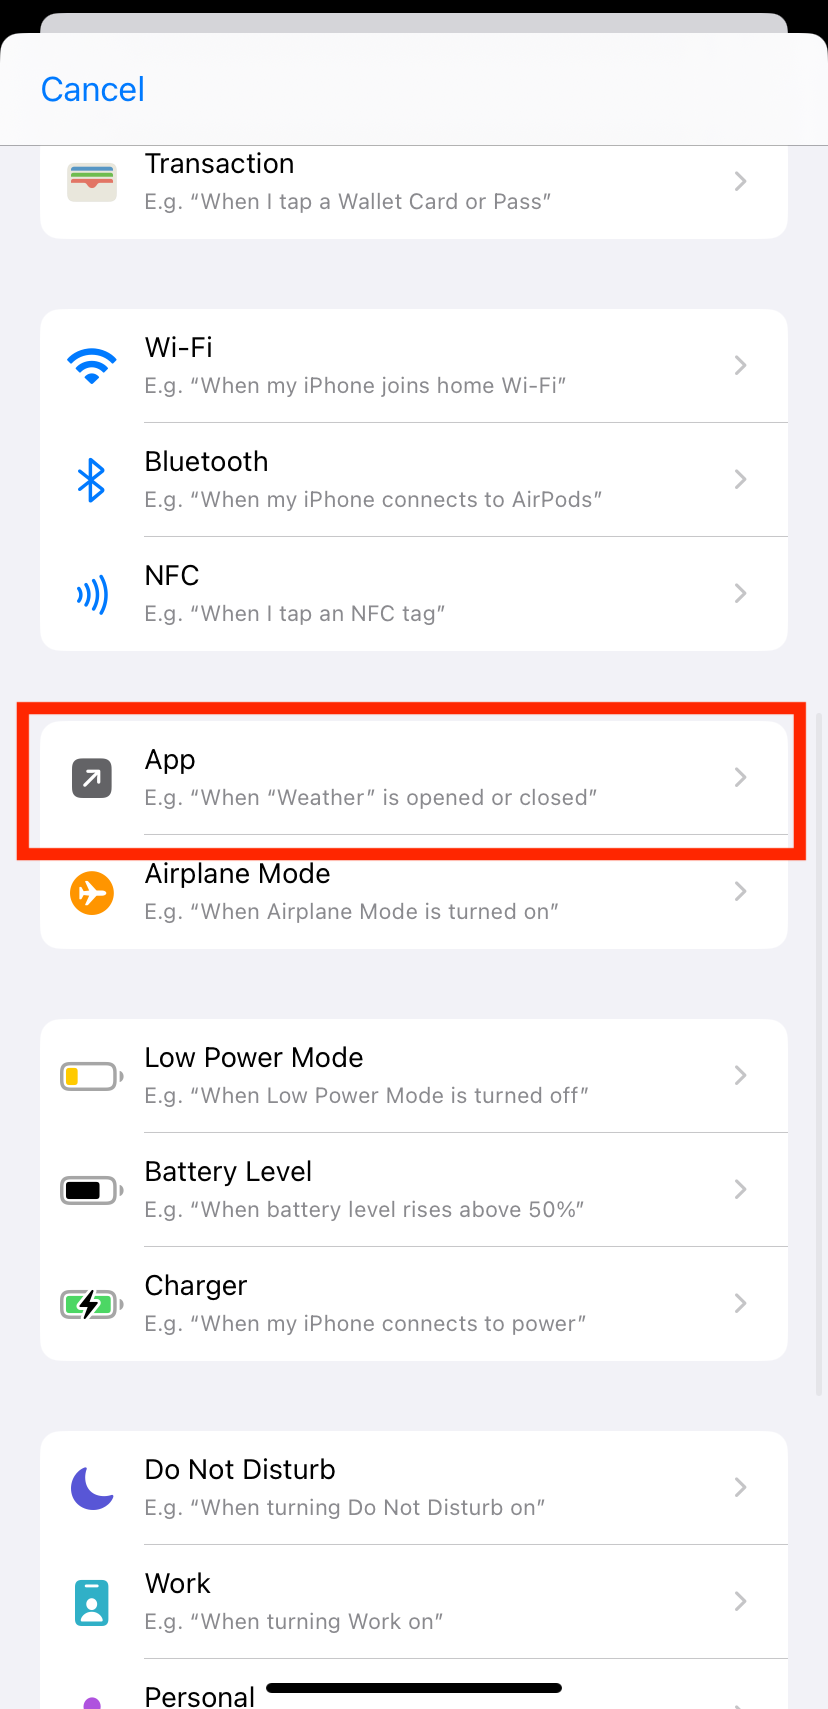 Cancel
Transaction
E.g. “When I tap a Wallet Card or Pass”
Wi-Fi
E.g. “When my iPhone joins home Wi-Fi”
Bluetooth
E.g. “When my iPhone connects to AirPods”
NFC
E.g. “When I tap an NFC tag”
App
E.g. “When “Weather” is opened or closed”
Airplane Mode
E.g. “When Airplane Mode is turned on”
Low Power Mode
E.g. “When Low Power Mode is turned off”
Battery Level
E.g. “When battery level rises above 50%”
Charger
E.g. “When my iPhone connects to power”
Do Not Disturb
E.g. “When turning Do Not Disturb on”
Work
E.g. “When turning Work on”
Personal